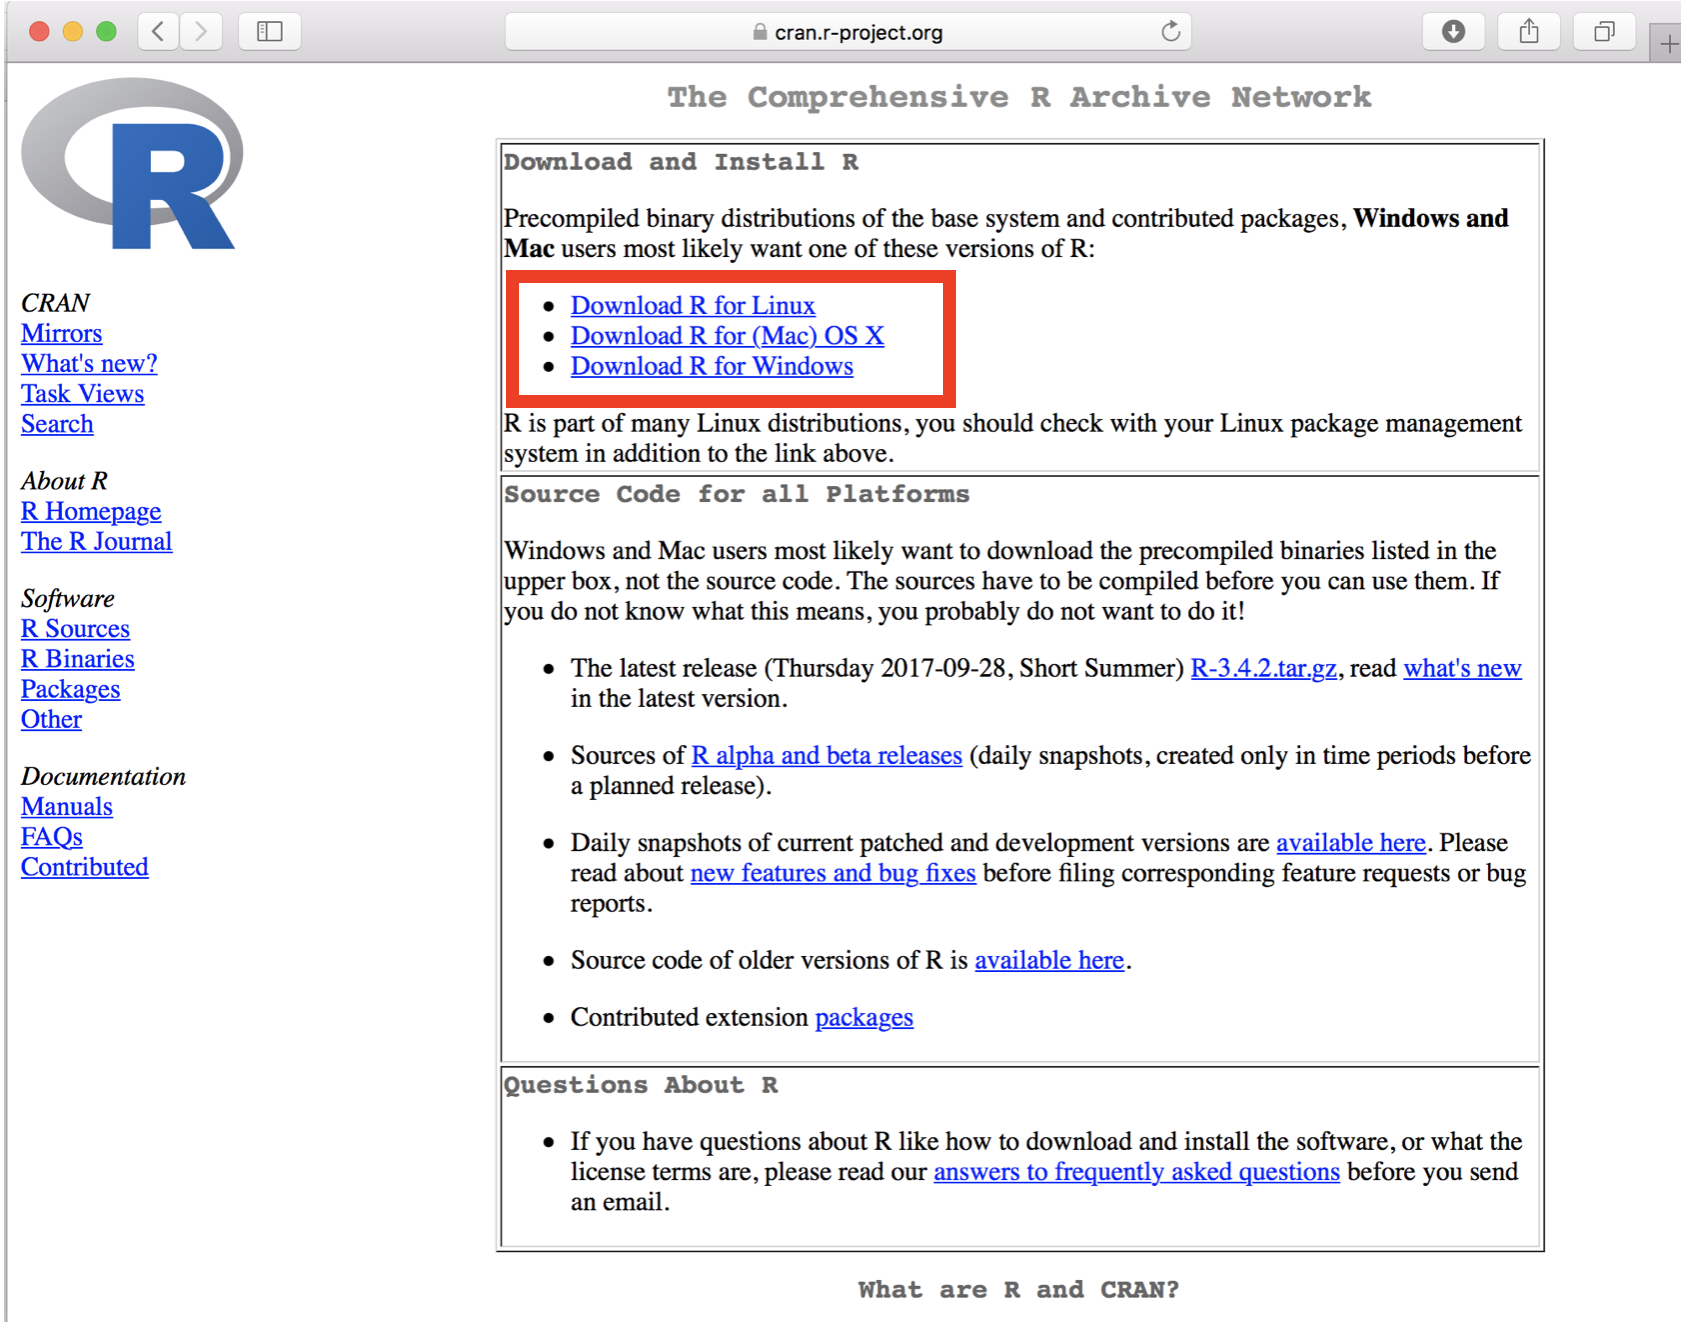 cran.r-project.org
R
The Comprehensive R Archive Network
CRAN
Mirrors
What's new?
Task Views
Search
About R
R Homepage
The R Journal
Software
R Sources
R Binaries
Packages
Other
Documentation
Manuals
FAQs
Contributed
Download and Install R
Precompiled binary distributions of the base system and contributed packages, Windows and
Mac users most likely want one of these versions of R:
• Download R for Linux
• Download R for (Mac) OS X
• Download R for Windows
R is part of many Linux distributions, you should check with your Linux package management
system in addition to the link above.
Source Code for all Platforms
Windows and Mac users most likely want to download the precompiled binaries listed in the
upper box, not the source code. The sources have to be compiled before you can use them. If
you do not know what this means, you probably do not want to do it!
• The latest release (Thursday 2017-09-28, Short Summer) R-3.4.2.tar.gz, read what's new
in the latest version.
• Sources of R alpha and beta releases (daily snapshots, created only in time periods before
a planned release).
• Daily snapshots of current patched and development versions are available here. Please
read about new features and bug fixes before filing corresponding feature requests or bug
reports.
• Source code of older versions of R is available here.
• Contributed extension packages
Questions About R
• If you have questions about R like how to download and install the software, or what the
license terms are, please read our answers to frequently asked questions before you send
an email.
What are R and CRAN?